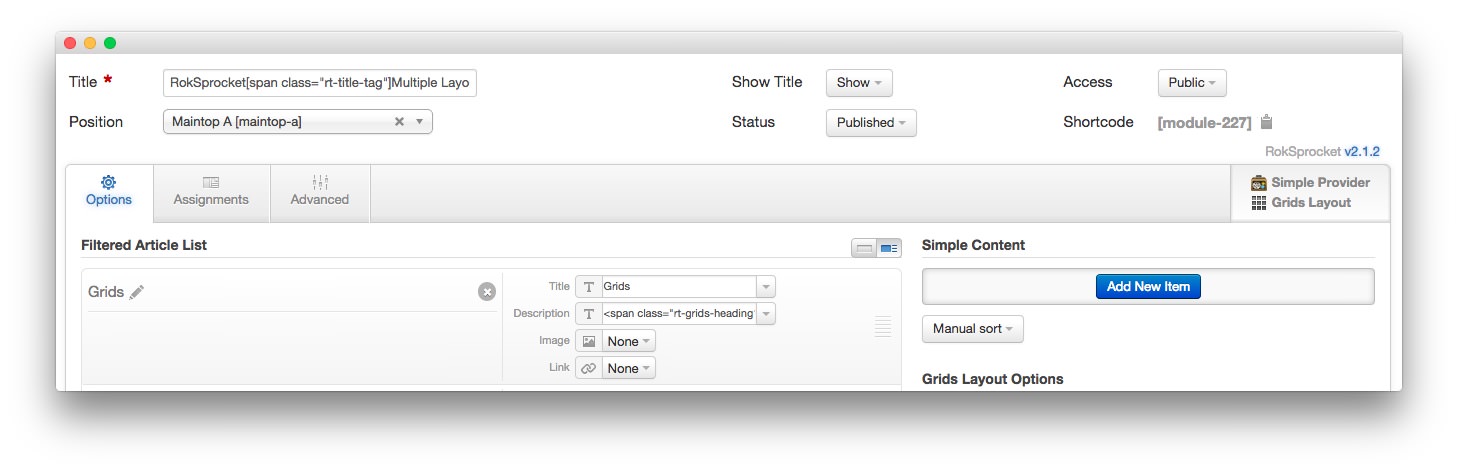 Title * RokSprocket[span class="rt-title-tag"]Multiple Layo Show Title Show Access Public
Position Maintop A [maintop-a] Status Published Shortcode [module-227]
RokSprocket v2.1.2
Options Assignments Advanced
Simple Provider
Grids Layout
Filtered Article List
Grids
Title T Grids
Description T <span class="rt-grids-heading"
Image None
Link None
Simple Content
Add New Item
Manual sort
Grids Layout Options